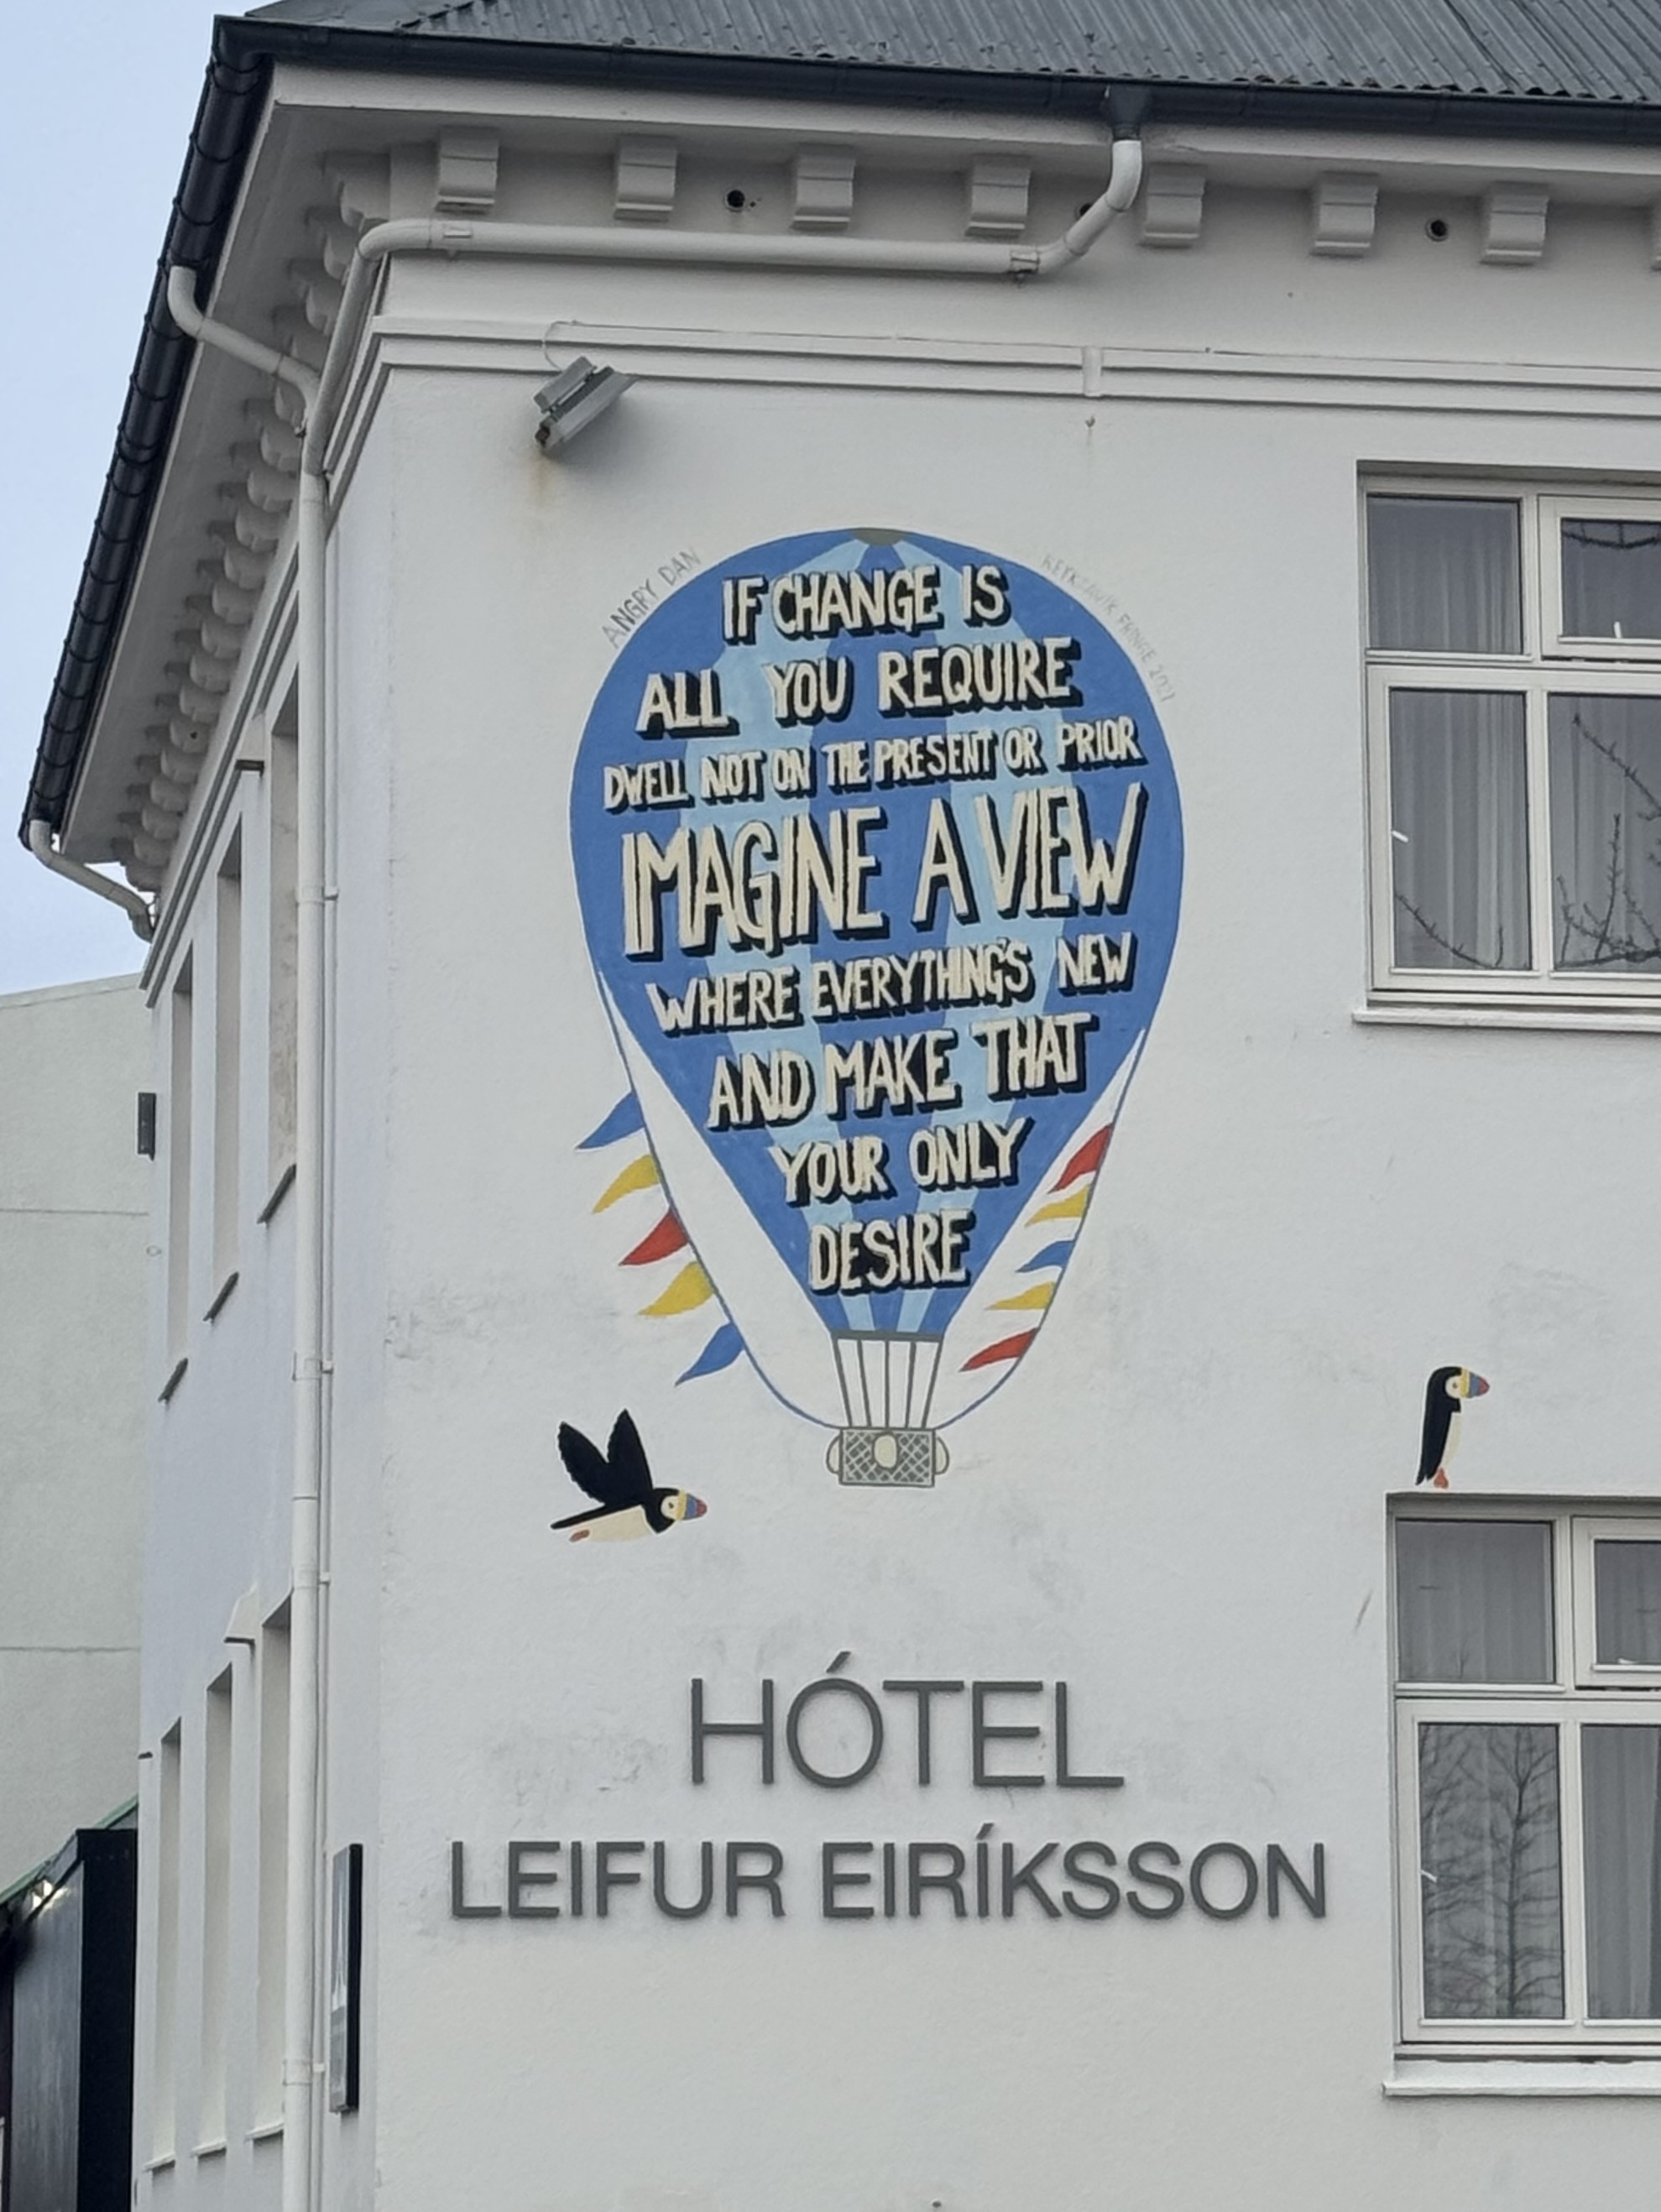 ANGRY DAN
REYKJAVÍK FRINGE 2021
IF CHANGE IS
ALL YOU REQUIRE
DWELL NOT ON THE PRESENT OR PRIOR
IMAGINE A VIEW
WHERE EVERYTHING'S NEW
AND MAKE THAT
YOUR ONLY
DESIRE
HÓTEL
LEIFUR EIRÍKSSON